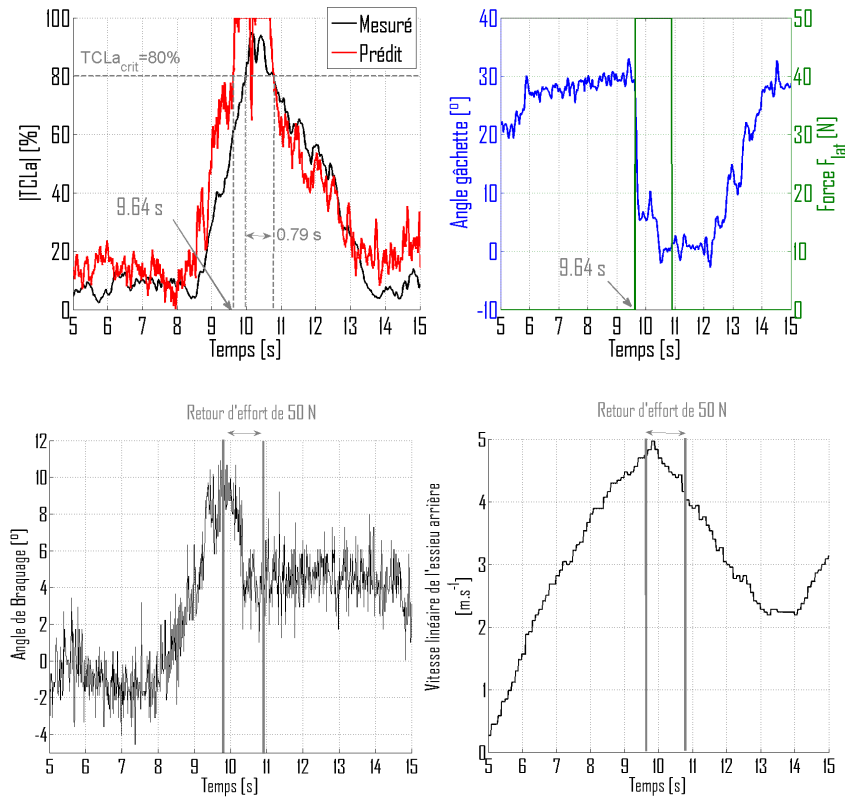 100
80
60
40
20
0
|TCLa| [%]
TCLa_crit=80%
Mesuré
Prédit
9.64 s
0.79 s
5 6 7 8 9 10 11 12 13 14 15
Temps [s]
40
30
20
10
0
-10
Angle gâchette [°]
50
40
30
20
10
0
Force F_lat [N]
9.64 s
5 6 7 8 9 10 11 12 13 14 15
Temps [s]
Retour d'effort de 50 N
12
10
8
6
4
2
0
-2
-4
Angle de Braquage [°]
5 6 7 8 9 10 11 12 13 14 15
Temps [s]
Retour d'effort de 50 N
5
4
3
2
1
0
Vitesse linéaire de l'essieu arrière
[m.s⁻¹]
5 6 7 8 9 10 11 12 13 14 15
Temps [s]